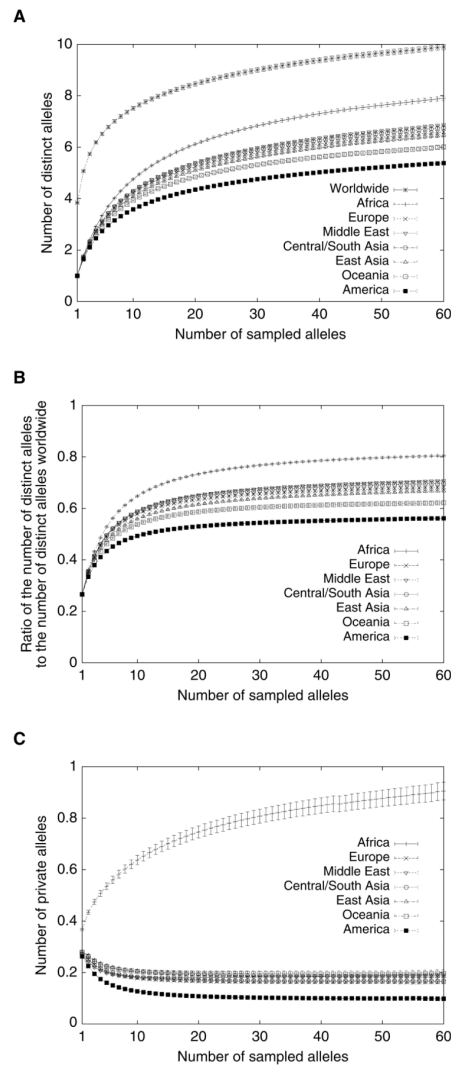 A
10
8
6
4
2
0
Number of distinct alleles
Worldwide
Africa
Europe
Middle East
Central/South Asia
East Asia
Oceania
America
1 10 20 30 40 50 60
Number of sampled alleles
B
1
0.8
0.6
0.4
0.2
0
Ratio of the number of distinct alleles
to the number of distinct alleles worldwide
Africa
Europe
Middle East
Central/South Asia
East Asia
Oceania
America
1 10 20 30 40 50 60
Number of sampled alleles
C
1
0.8
0.6
0.4
0.2
0
Number of private alleles
Africa
Europe
Middle East
Central/South Asia
East Asia
Oceania
America
1 10 20 30 40 50 60
Number of sampled alleles